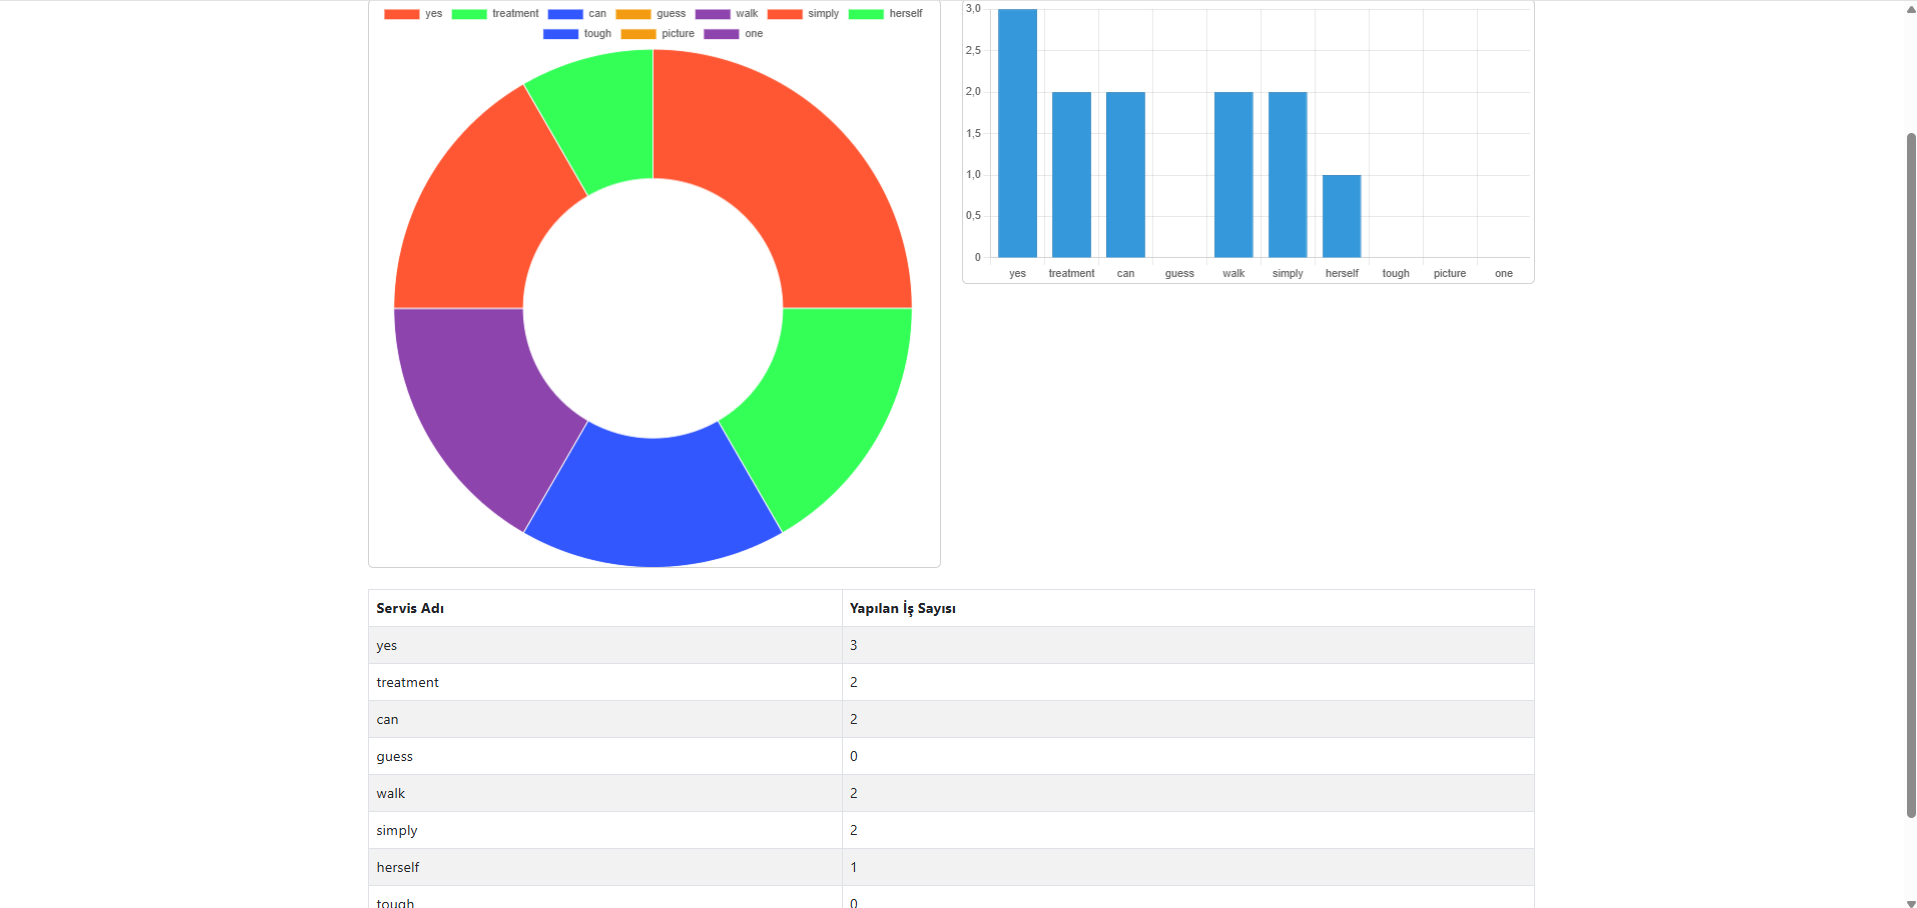 yes treatment can guess walk simply herself
tough picture one
3,0
2,5
2,0
1,5
1,0
0,5
0
yes treatment can guess walk simply herself tough picture one
Servis Adı Yapılan İş Sayısı
yes 3
treatment 2
can 2
guess 0
walk 2
simply 2
herself 1
tough 0